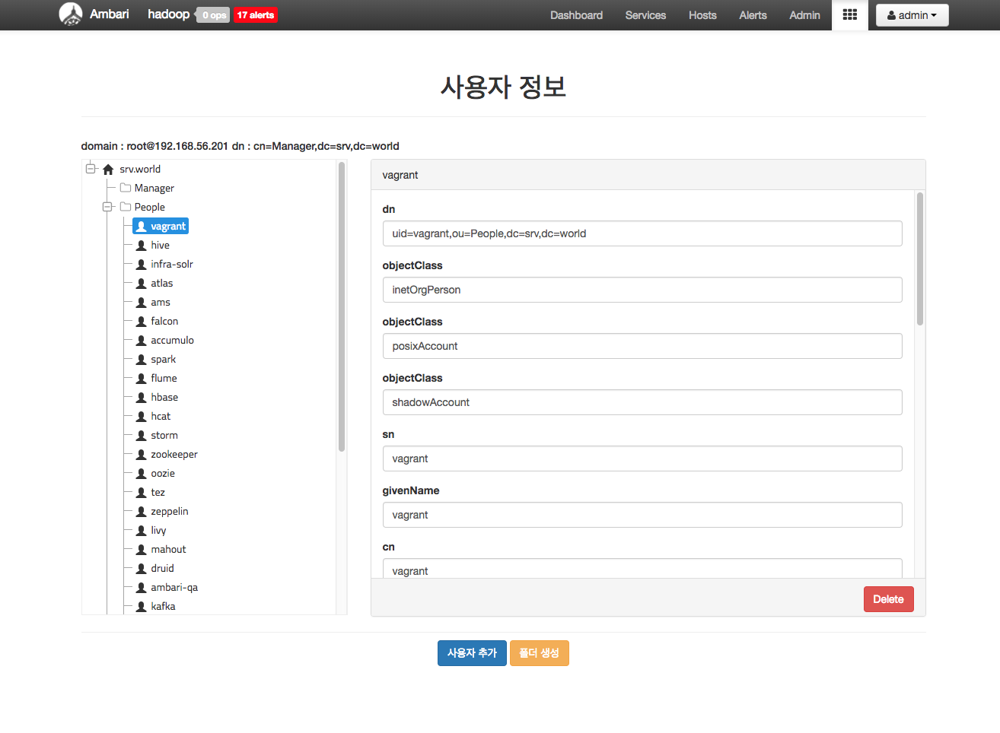 Ambari hadoop 0 ops 17 alerts Dashboard Services Hosts Alerts Admin admin
사용자 정보
domain : root@192.168.56.201 dn : cn=Manager,dc=srv,dc=world
srv.world
Manager
People
vagrant
hive
infra-solr
atlas
ams
falcon
accumulo
spark
flume
hbase
hcat
storm
zookeeper
oozie
tez
zeppelin
livy
mahout
druid
ambari-qa
kafka
vagrant
dn
uid=vagrant,ou=People,dc=srv,dc=world
objectClass
inetOrgPerson
objectClass
posixAccount
objectClass
shadowAccount
sn
vagrant
givenName
vagrant
cn
vagrant
Delete
사용자 추가 폴더 생성